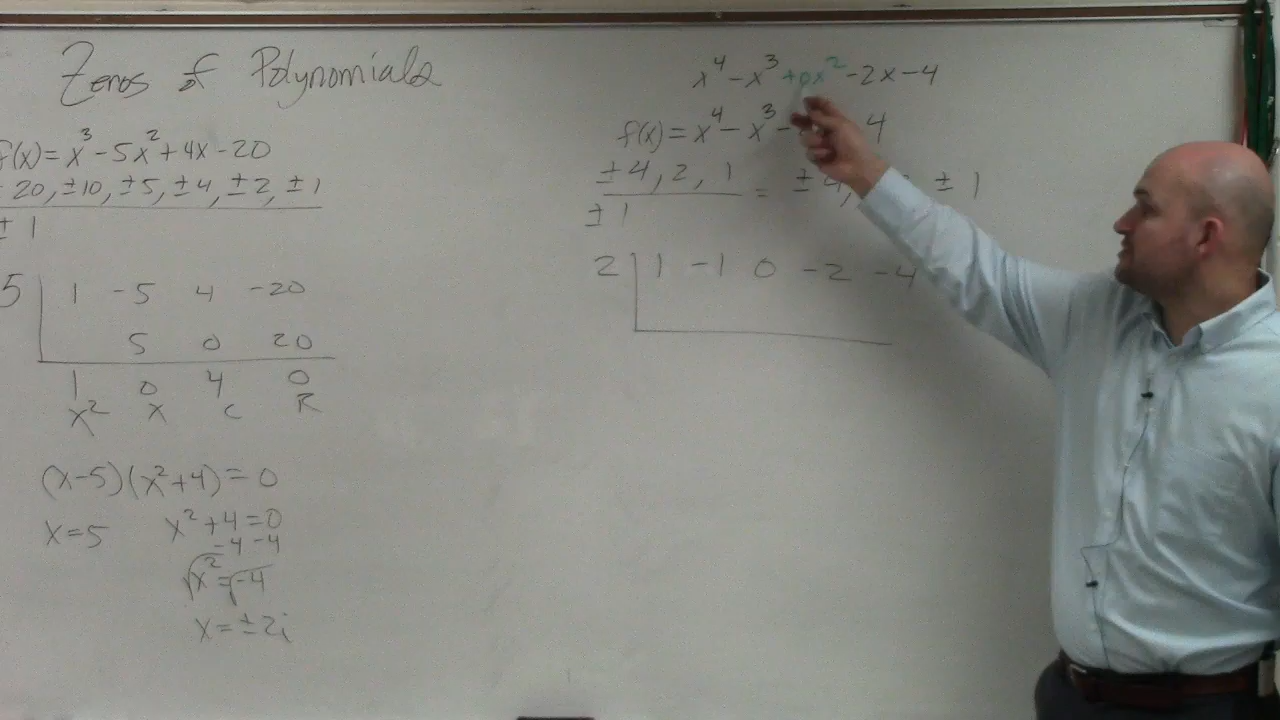 Zeros of Polynomials
f(x)= x³ - 5x² + 4x - 20
20, ±10, ±5, ±4, ±2, ±1
± 1
5 | 1 -5 4 -20
5 0 20
1 0 4 0
x² x c R
(x-5)(x²+4)=0
x=5 x²+4=0
-4 -4
√x² = √-4
x = ±2i
x⁴ - x³ + 0x² - 2x - 4
f(x) = x⁴ - x³ - 4
± 4, 2, 1 = ± 4, ± 1
± 1
2 | 1 -1 0 -2 -4